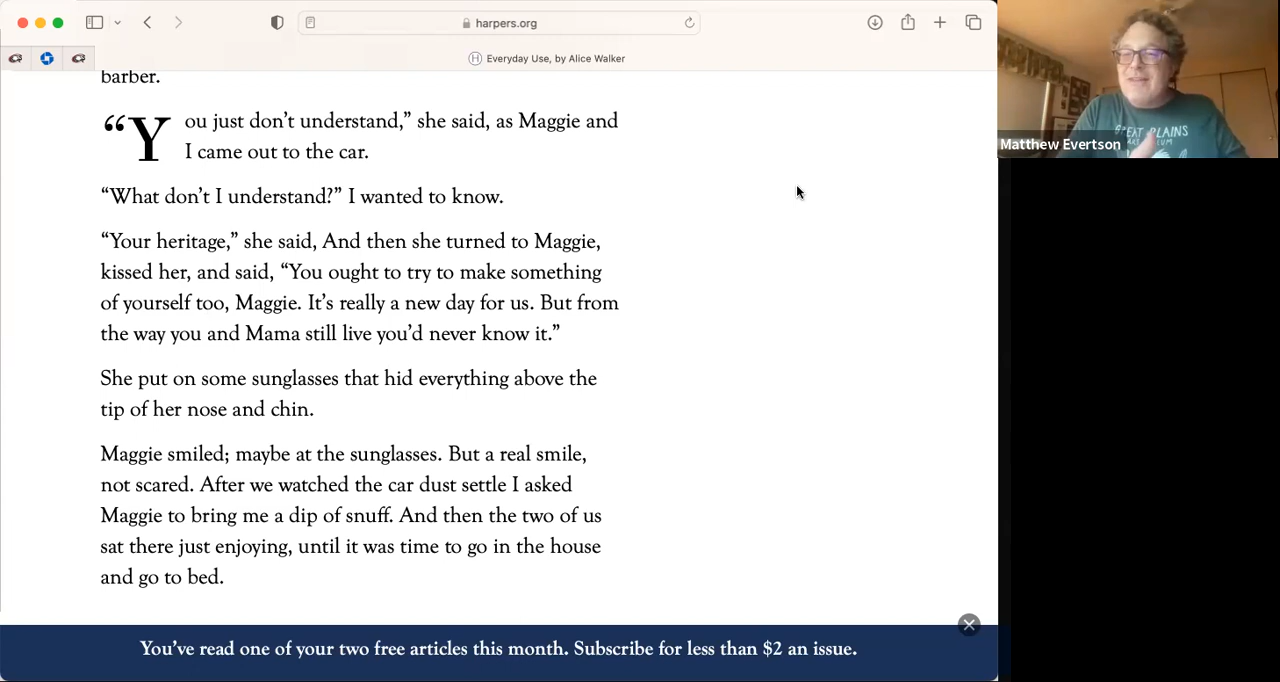 harpers.org
Everyday Use, by Alice Walker
barber.
“You just don’t understand,” she said, as Maggie and
I came out to the car.
“What don’t I understand?” I wanted to know.
“Your heritage,” she said, And then she turned to Maggie,
kissed her, and said, “You ought to try to make something
of yourself too, Maggie. It’s really a new day for us. But from
the way you and Mama still live you’d never know it.”
She put on some sunglasses that hid everything above the
tip of her nose and chin.
Maggie smiled; maybe at the sunglasses. But a real smile,
not scared. After we watched the car dust settle I asked
Maggie to bring me a dip of snuff. And then the two of us
sat there just enjoying, until it was time to go in the house
and go to bed.
You’ve read one of your two free articles this month. Subscribe for less than $2 an issue.
GREAT PLAINS
Matthew Evertson